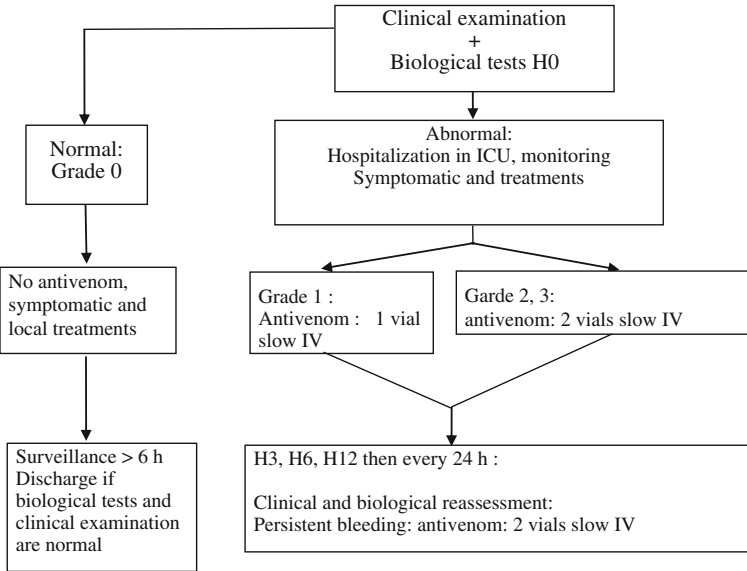 Clinical examination
+
Biological tests H0
Normal:
Grade 0
Abnormal:
Hospitalization in ICU, monitoring
Symptomatic and treatments
No antivenom,
symptomatic and
local treatments
Grade 1 :
Antivenom : 1 vial
slow IV
Garde 2, 3:
antivenom: 2 vials slow IV
Surveillance > 6 h
Discharge if
biological tests and
clinical examination
are normal
H3, H6, H12 then every 24 h :
Clinical and biological reassessment:
Persistent bleeding: antivenom: 2 vials slow IV